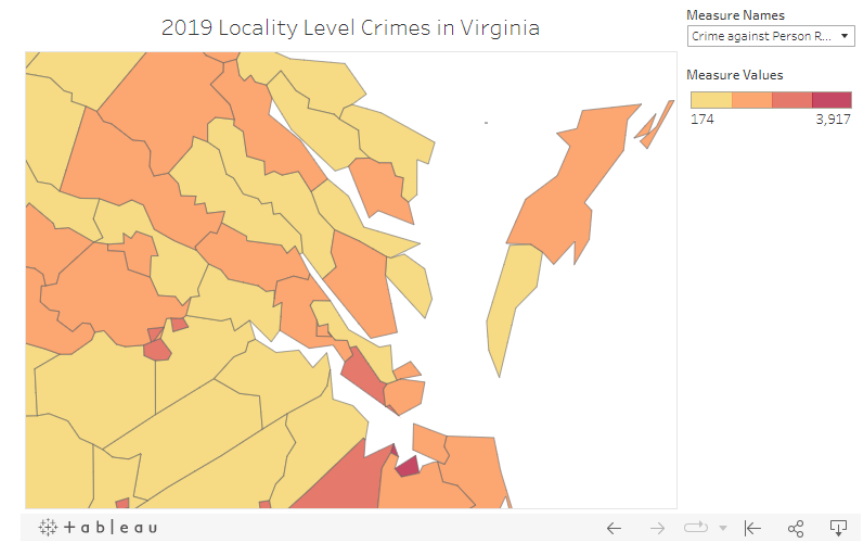 2019 Locality Level Crimes in Virginia
Measure Names
Crime against Person R...
Measure Values
174 3,917
+ a b | e a u